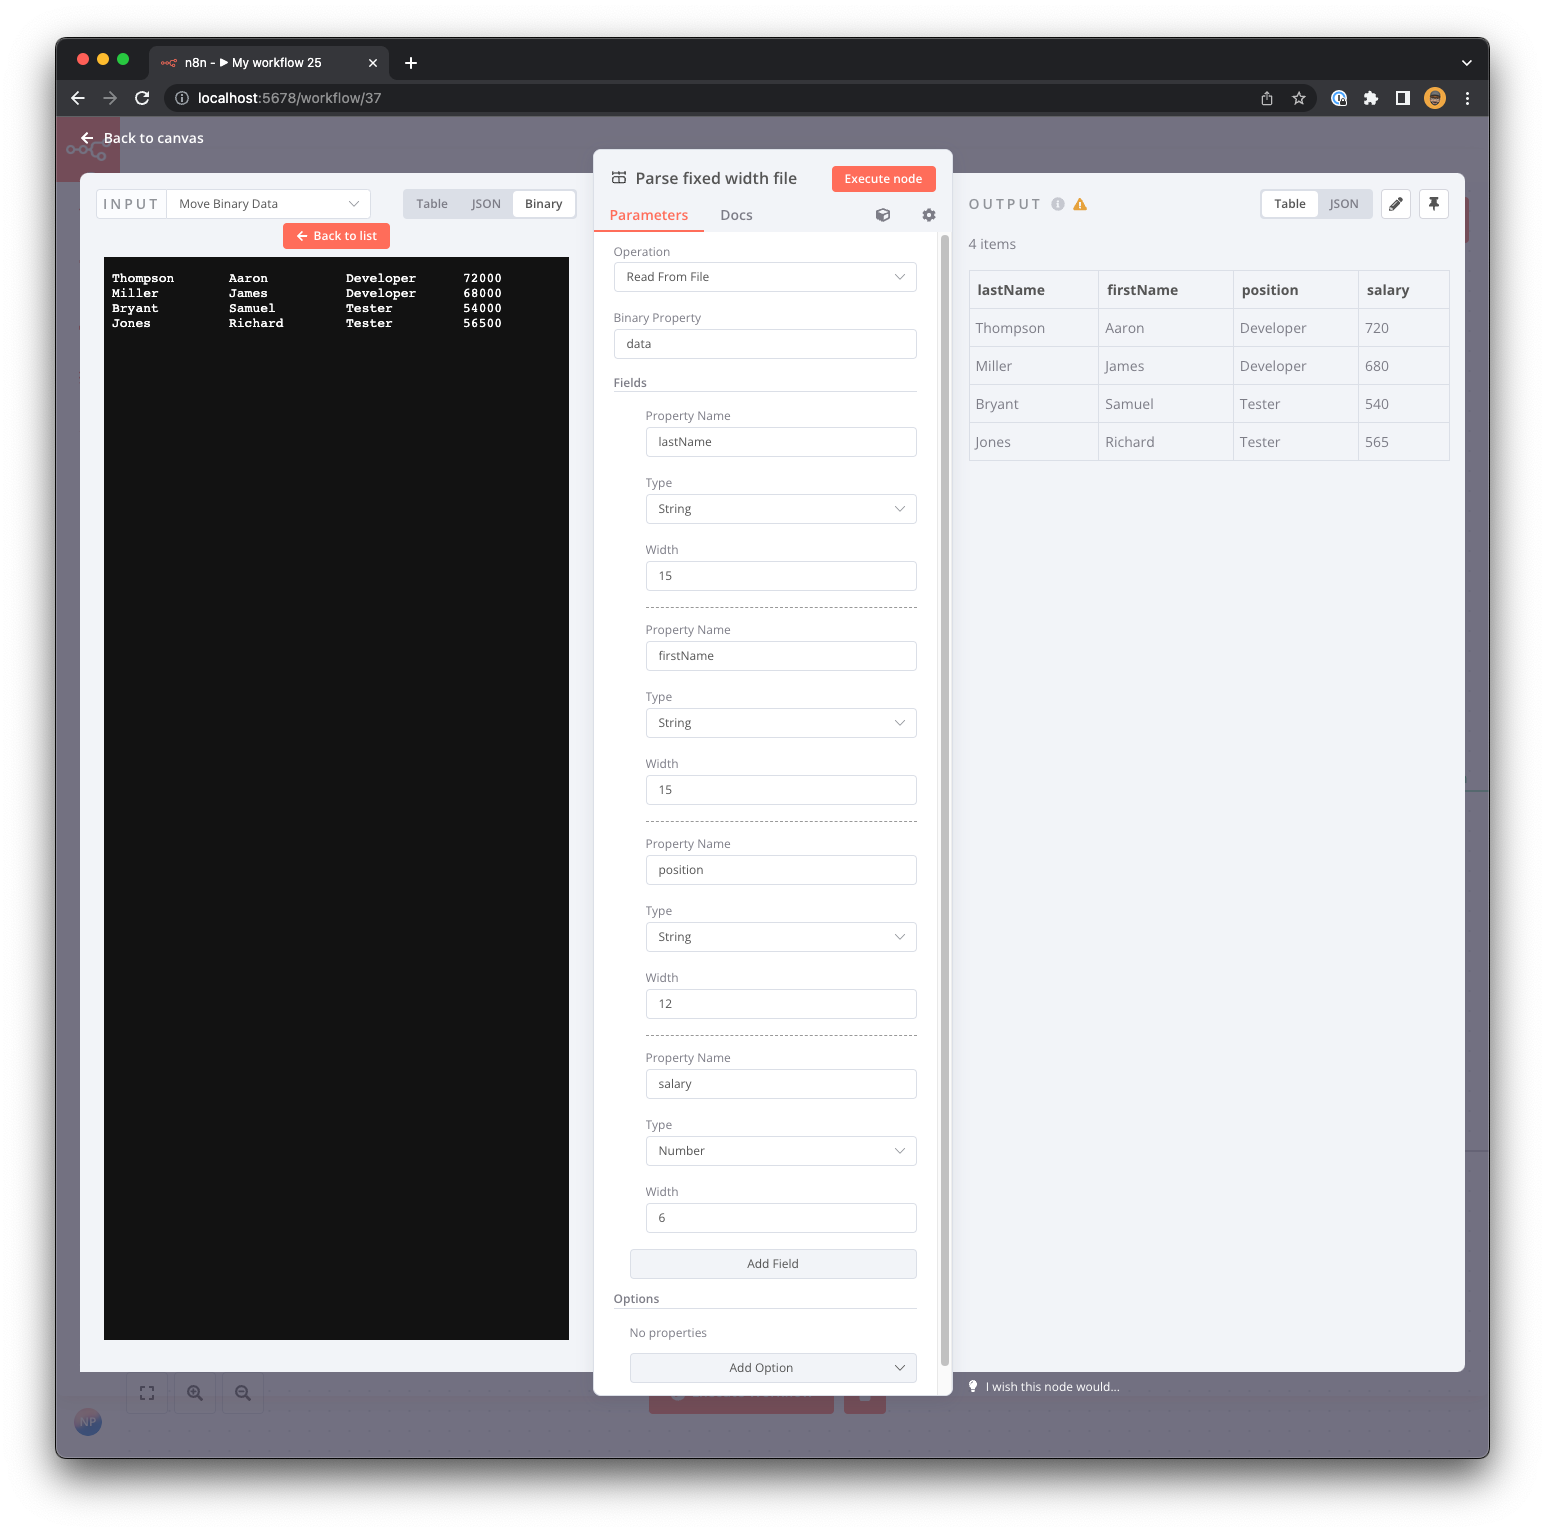 n8n - ▶ My workflow 25
localhost:5678/workflow/37
Back to canvas
INPUT
Move Binary Data
Table JSON Binary
Back to list
Thompson Aaron Developer 72000
Miller James Developer 68000
Bryant Samuel Tester 54000
Jones Richard Tester 56500
Parse fixed width file
Execute node
Parameters Docs
Operation
Read From File
Binary Property
data
Fields
Property Name
lastName
Type
String
Width
15
Property Name
firstName
Type
String
Width
15
Property Name
position
Type
String
Width
12
Property Name
salary
Type
Number
Width
6
Add Field
Options
No properties
Add Option
OUTPUT
Table JSON
4 items
lastName firstName position salary
Thompson Aaron Developer 720
Miller James Developer 680
Bryant Samuel Tester 540
Jones Richard Tester 565
I wish this node would...
NP